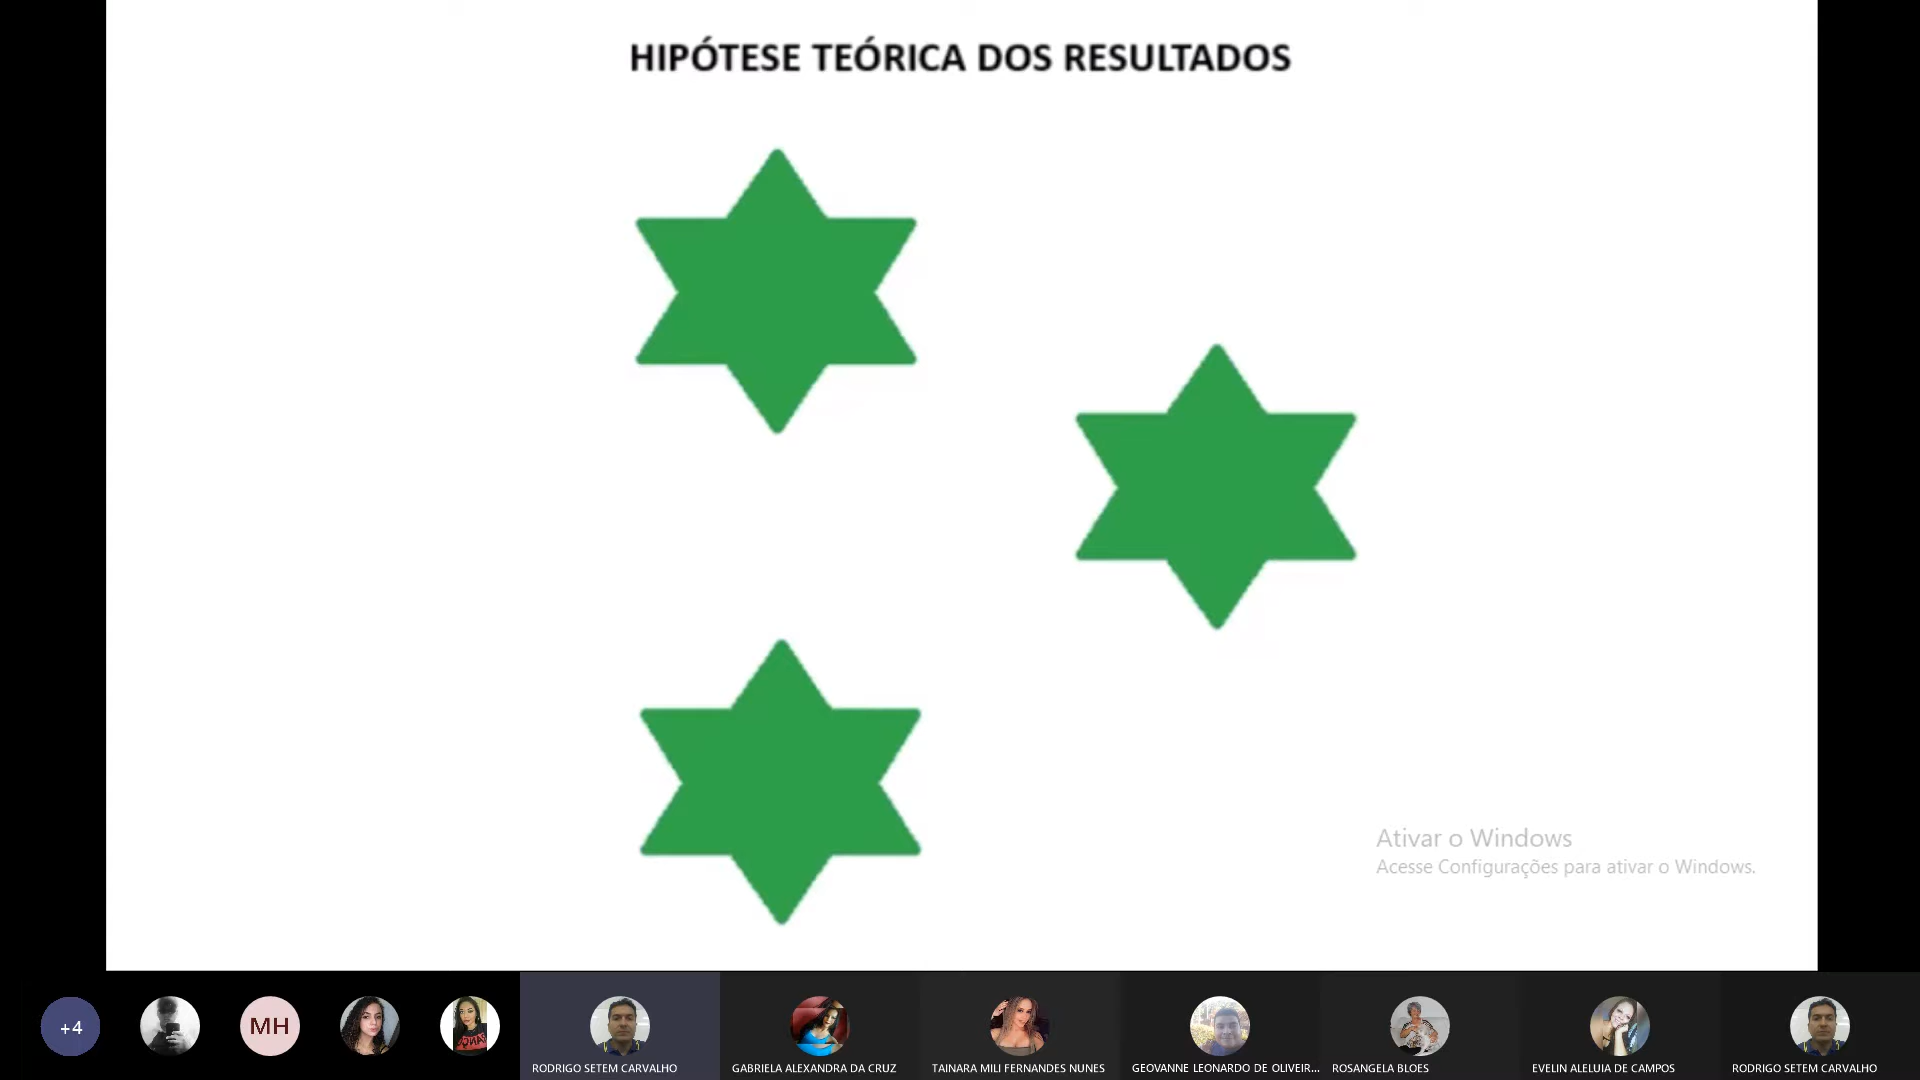 HIPÓTESE TEÓRICA DOS RESULTADOS
Ativar o Windows
Acesse Configurações para ativar o Windows.
+4
MH
RODRIGO SETEM CARVALHO
GABRIELA ALEXANDRA DA CRUZ
TAINARA MILI FERNANDES NUNES
GEOVANNE LEONARDO DE OLIVEIR...
ROSANGELA BLOES
EVELIN ALELUIA DE CAMPOS
RODRIGO SETEM CARVALHO